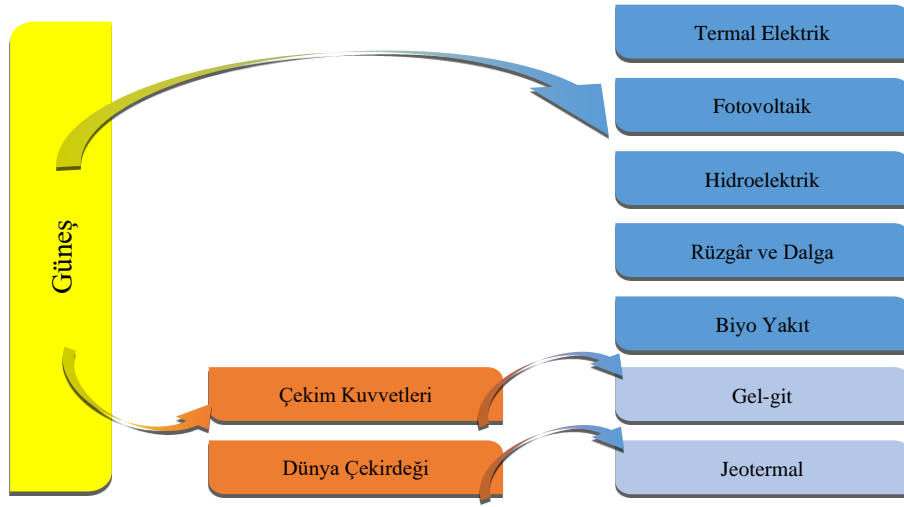 Güneş
Termal Elektrik
Fotovoltaik
Hidroelektrik
Rüzgâr ve Dalga
Biyo Yakıt
Çekim Kuvvetleri
Gel-git
Dünya Çekirdeği
Jeotermal